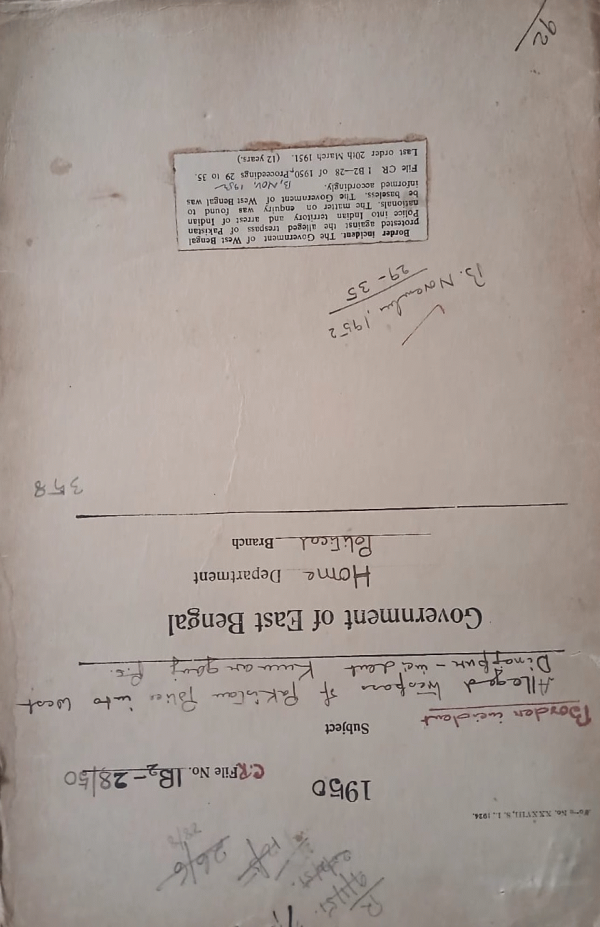 Form No. XXXVIII, S. I., 1924.
1950
C.R. File No. 1B2-28/50
Subject
Border incident
Alleged trespass of Pakistan Police into West
Dinajpur - incident Kumarganj P.S.
Government of East Bengal
Home Department
Political Branch
358
B. November, 1952
29-35
Border incident. The Government of West Bengal
protested against the alleged trespass of Pakistan
Police into Indian territory and arrest of Indian
nationals. The matter on enquiry was found to
be baseless. The Government of West Bengal was
informed accordingly. B, Nov. 1952
File CR 1 B2-28 of 1950, Proceedings 29 to 35.
Last order 20th March 1951. (12 years.)
92